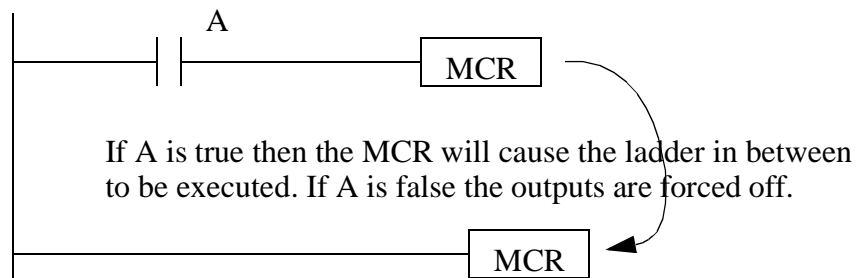 A
MCR
If A is true then the MCR will cause the ladder in between
to be executed. If A is false the outputs are forced off.
MCR